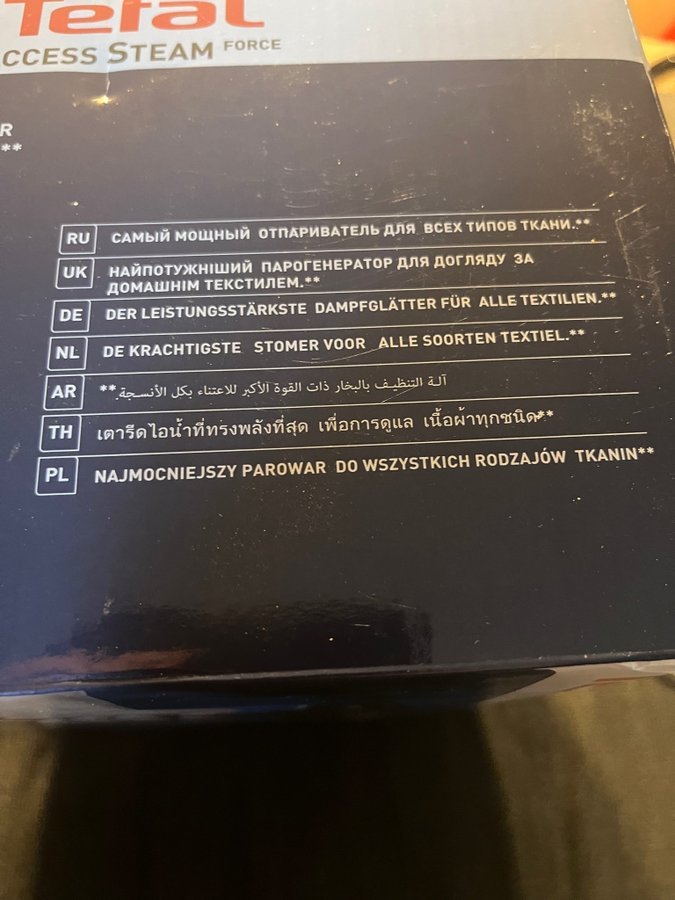 Tefal
CCESS STEAM FORCE
R
**
RU САМЫЙ МОЩНЫЙ ОТПАРИВАТЕЛЬ ДЛЯ ВСЕХ ТИПОВ ТКАНИ.**
UK НАЙПОТУЖНІШИЙ ПАРОГЕНЕРАТОР ДЛЯ ДОГЛЯДУ ЗА
ДОМАШНІМ ТЕКСТИЛЕМ.**
DE DER LEISTUNGSSTÄRKSTE DAMPFGLÄTTER FÜR ALLE TEXTILIEN.**
NL DE KRACHTIGSTE STOMER VOOR ALLE SOORTEN TEXTIEL.**
AR آلـة التنظيـف بالبخار ذات القوة الأكبر للاعتناء بكل الأنسـجة.**
TH เตารีดไอน้ำที่ทรงพลังที่สุด เพื่อการดูแล เนื้อผ้าทุกชนิด**
PL NAJMOCNIEJSZY PAROWAR DO WSZYSTKICH RODZAJÓW TKANIN**